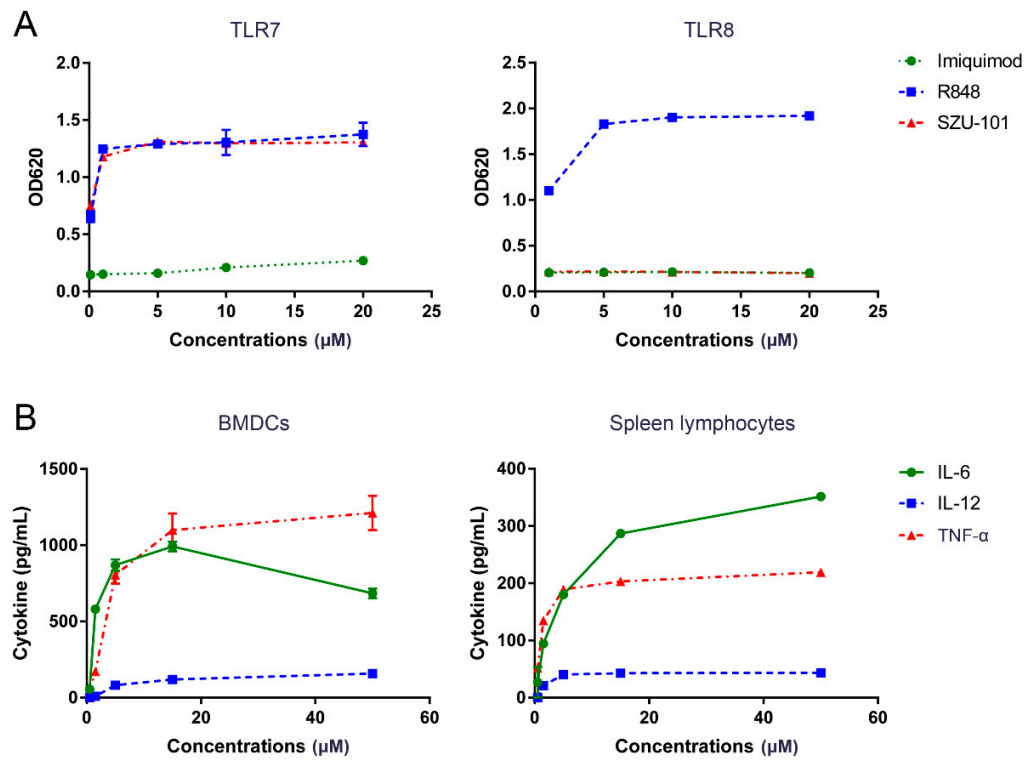 A
TLR7
TLR8
2.0
1.5
1.0
0.5
0.0
OD620
0 5 10 15 20 25
Concentrations (μM)
2.5
2.0
1.5
1.0
0.5
0.0
OD620
0 5 10 15 20 25
Concentrations (μM)
Imiquimod
R848
SZU-101
B
BMDCs
Spleen lymphocytes
1500
1000
500
0
Cytokine (pg/mL)
0 20 40 60
Concentrations (μM)
400
300
200
100
0
Cytokine (pg/mL)
0 20 40 60
Concentrations (μM)
IL-6
IL-12
TNF-α